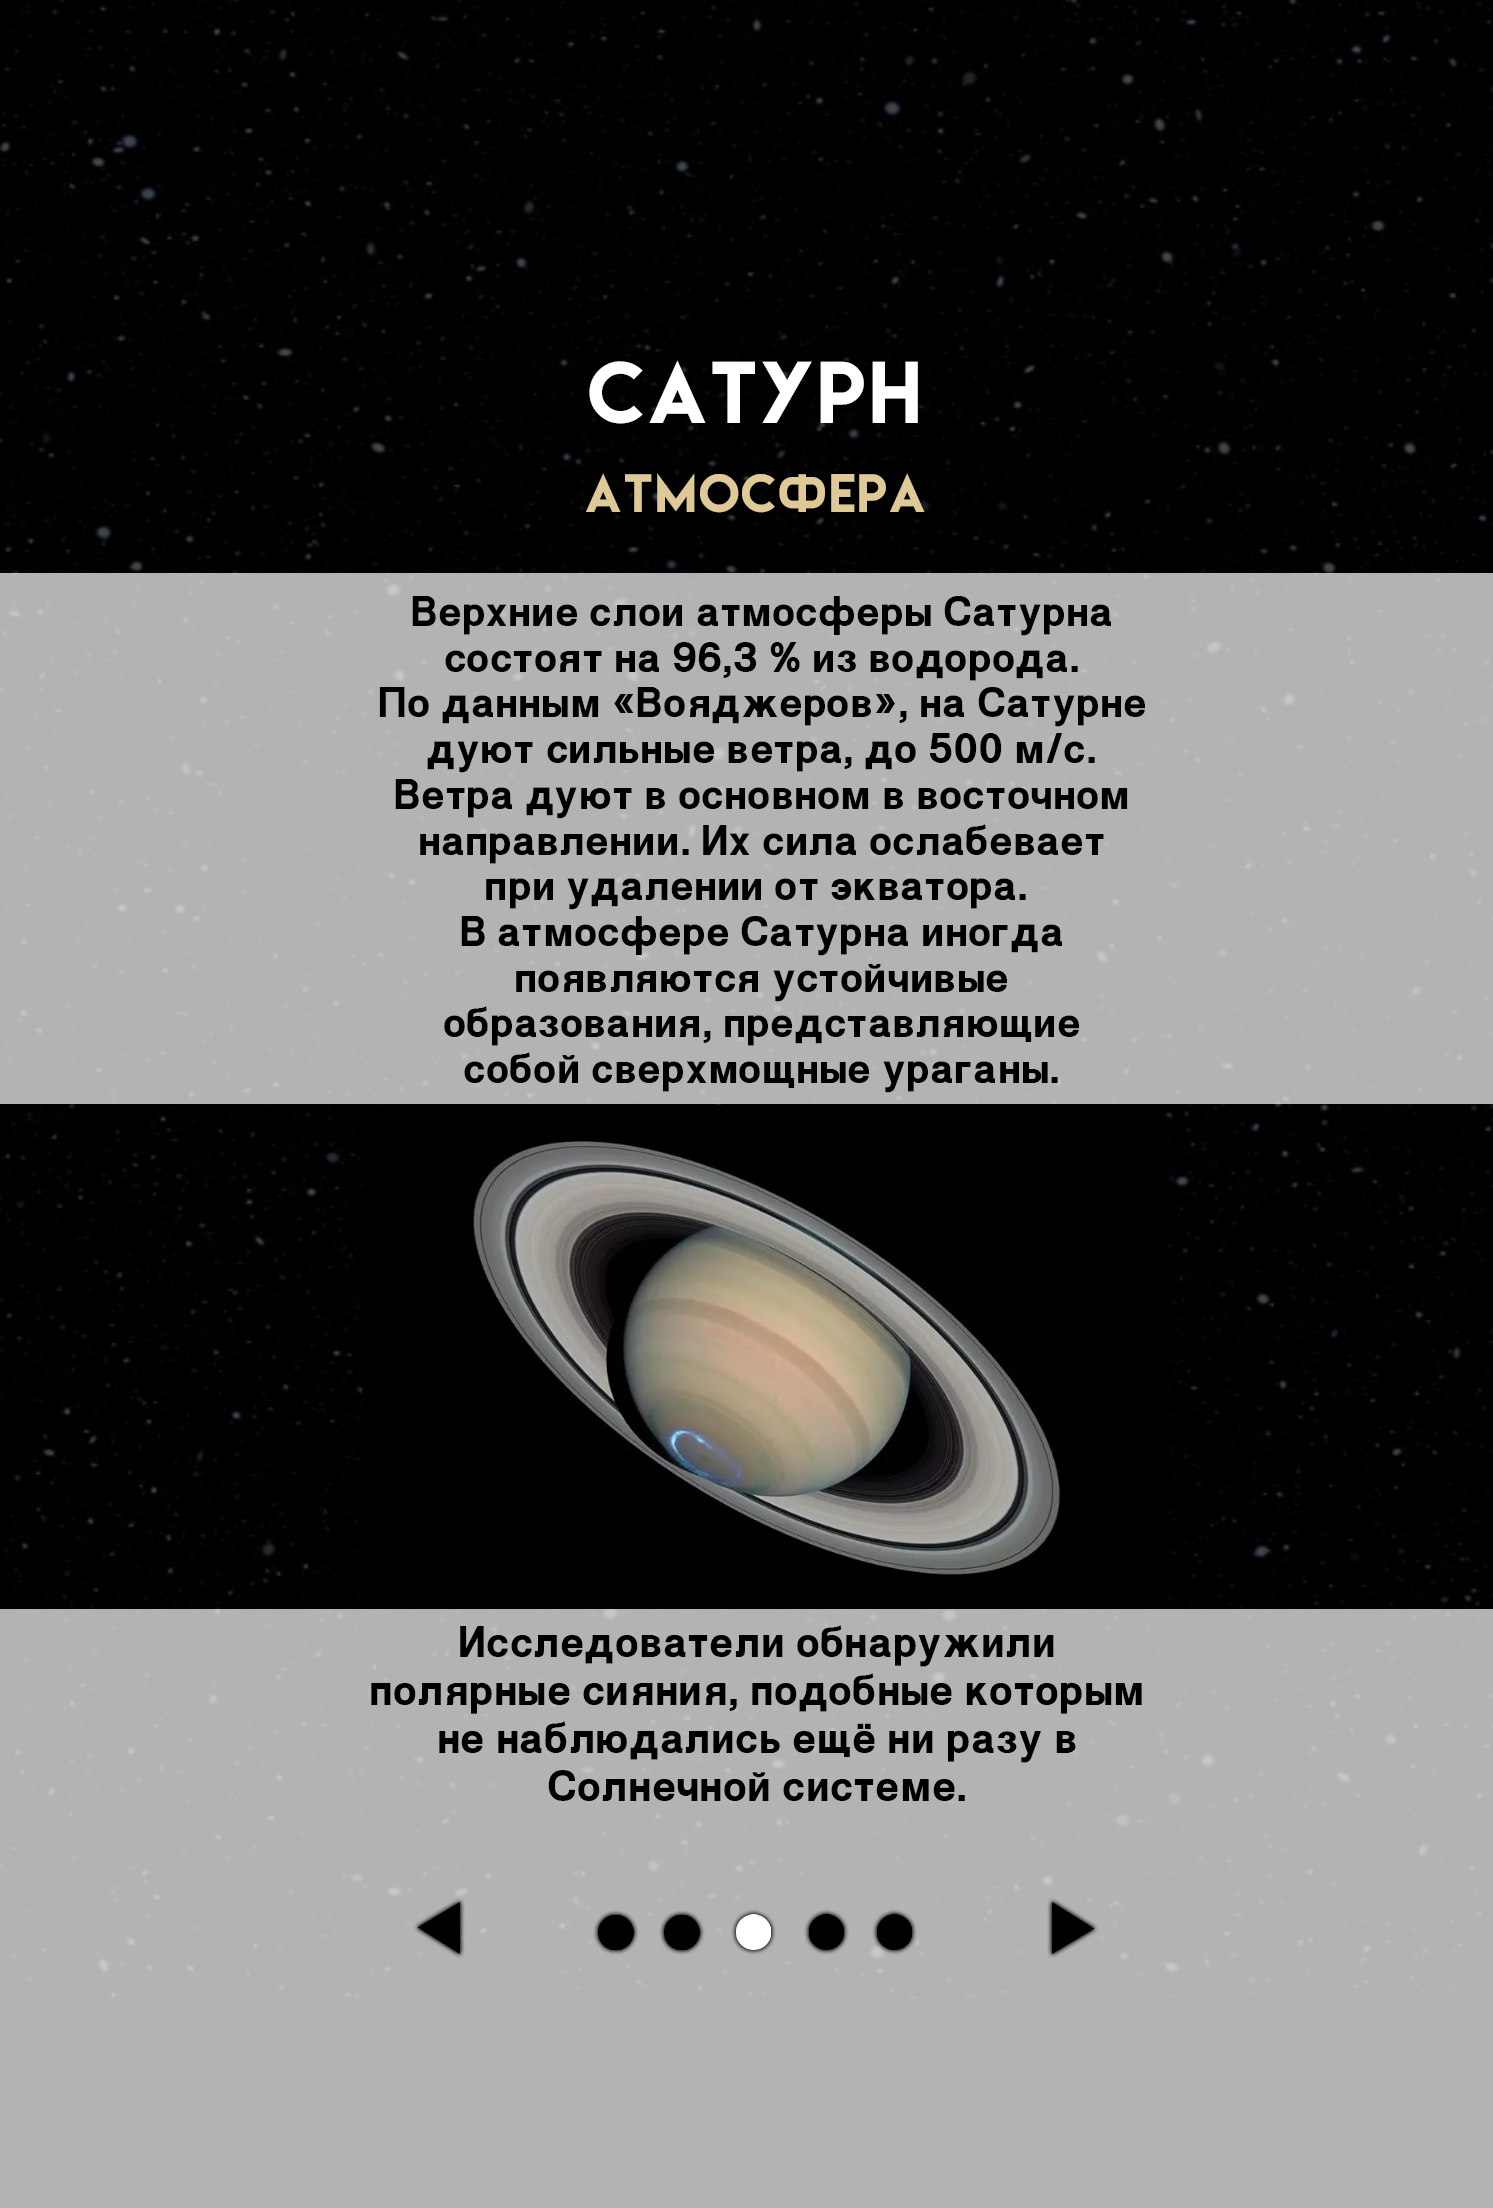 САТУРН
АТМОСФЕРА
Верхние слои атмосферы Сатурна
состоят на 96,3 % из водорода.
По данным «Вояджеров», на Сатурне
дуют сильные ветра, до 500 м/с.
Ветра дуют в основном в восточном
направлении. Их сила ослабевает
при удалении от экватора.
В атмосфере Сатурна иногда
появляются устойчивые
образования, представляющие
собой сверхмощные ураганы.
Исследователи обнаружили
полярные сияния, подобные которым
не наблюдались ещё ни разу в
Солнечной системе.